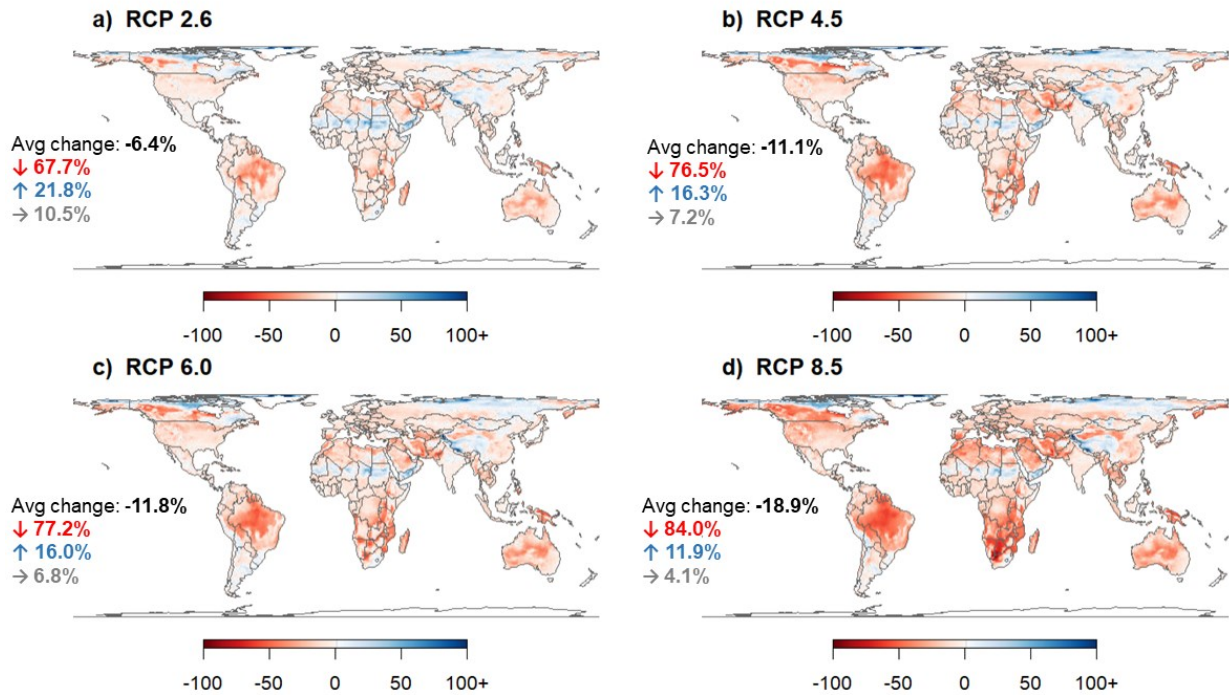 a) RCP 2.6
Avg change: -6.4%
↓ 67.7%
↑ 21.8%
→ 10.5%
-100 -50 0 50 100+
b) RCP 4.5
Avg change: -11.1%
↓ 76.5%
↑ 16.3%
→ 7.2%
-100 -50 0 50 100+
c) RCP 6.0
Avg change: -11.8%
↓ 77.2%
↑ 16.0%
→ 6.8%
-100 -50 0 50 100+
d) RCP 8.5
Avg change: -18.9%
↓ 84.0%
↑ 11.9%
→ 4.1%
-100 -50 0 50 100+